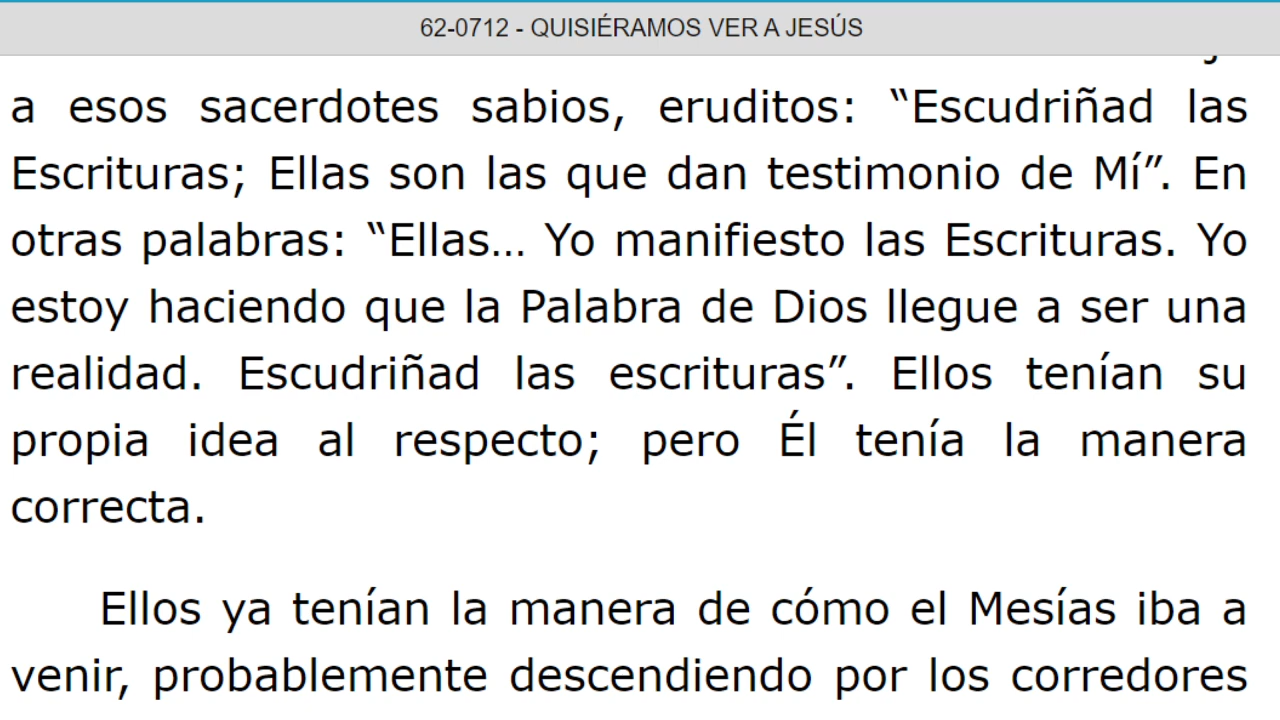 62-0712 - QUISIÉRAMOS VER A JESÚS
a esos sacerdotes sabios, eruditos: “Escudriñad las
Escrituras; Ellas son las que dan testimonio de Mí”. En
otras palabras: “Ellas... Yo manifiesto las Escrituras. Yo
estoy haciendo que la Palabra de Dios llegue a ser una
realidad. Escudriñad las escrituras”. Ellos tenían su
propia idea al respecto; pero Él tenía la manera
correcta.
Ellos ya tenían la manera de cómo el Mesías iba a
venir, probablemente descendiendo por los corredores